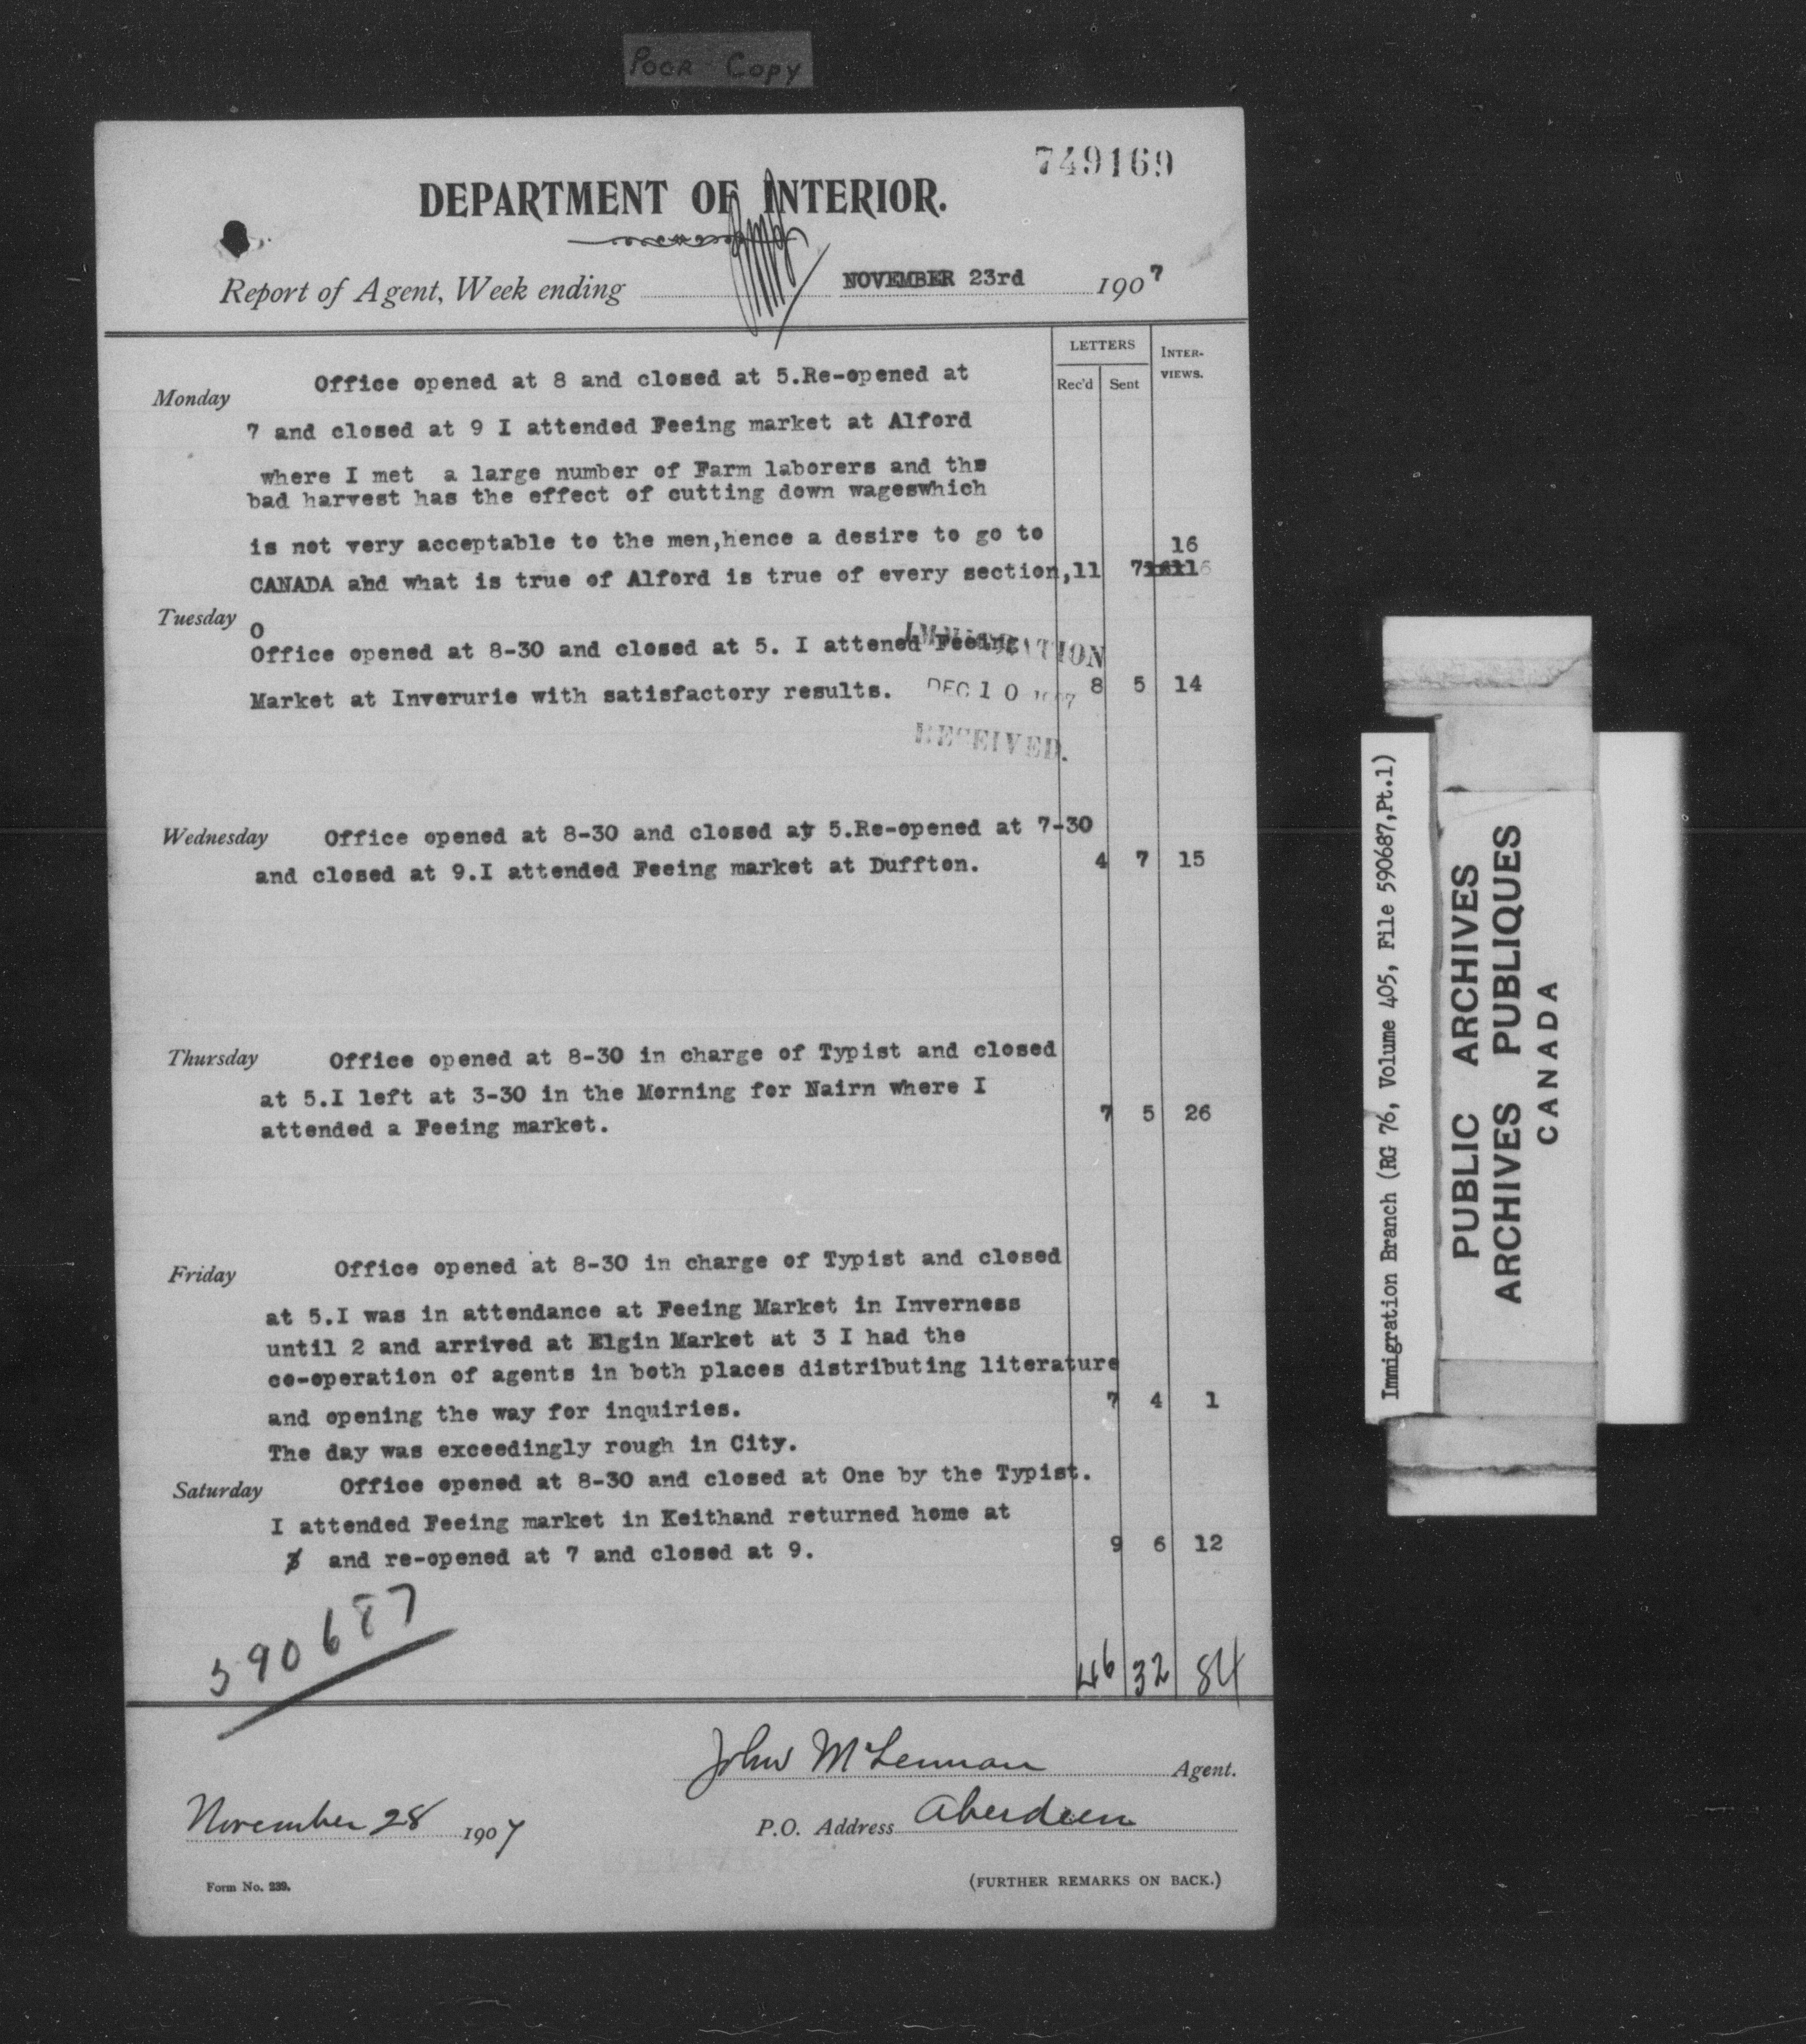 POOR COPY
749169
DEPARTMENT OF INTERIOR.
Report of Agent, Week ending NOVEMBER 23rd 1907
LETTERS
INTER-
VIEWS.
Rec'd Sent
Monday Office opened at 8 and closed at 5.Re-opened at
7 and closed at 9 I attended Feeing market at Alford
where I met a large number of Farm laborers and the
bad harvest has the effect of cutting down wageswhich
is not very acceptable to the men,hence a desire to go to 16
CANADA ahd what is true of Alford is true of every section,11 7
Tuesday O
Office opened at 8-30 and closed at 5. I attened Feeing
Market at Inverurie with satisfactory results. 8 5 14
IMMIGRATION
DEC 10 1907
RECEIVED.
Wednesday Office opened at 8-30 and closed ay 5.Re-opened at 7-30
and closed at 9.I attended Feeing market at Duffton. 4 7 15
Thursday Office opened at 8-30 in charge of Typist and closed
at 5.I left at 3-30 in the Morning for Nairn where I
attended a Feeing market. 7 5 26
Friday Office opened at 8-30 in charge of Typist and closed
at 5.I was in attendance at Feeing Market in Inverness
until 2 and arrived at Elgin Market at 3 I had the
co-operation of agents in both places distributing literature
and opening the way for inquiries. 7 4 1
The day was exceedingly rough in City.
Saturday Office opened at 8-30 and closed at One by the Typist.
I attended Feeing market in Keithand returned home at
and re-opened at 7 and closed at 9. 9 6 12
590687
46 32 84
John McLennan Agent.
November 28 1907
P.O. Address Aberdeen
Form No. 239.
(FURTHER REMARKS ON BACK.)
Immigration Branch (RG 76, Volume 405, File 590687,Pt.1)
PUBLIC ARCHIVES
ARCHIVES PUBLIQUES
CANADA